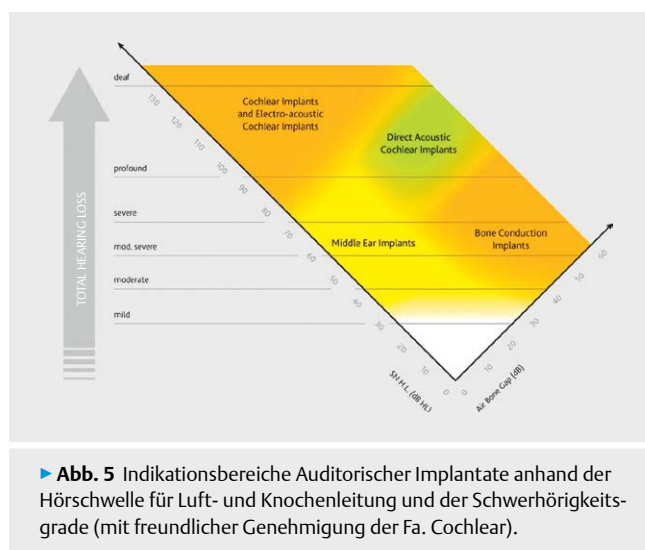 deaf
profound
severe
mod. severe
moderate
mild
TOTAL HEARING LOSS
Cochlear Implants
and Electro-acoustic
Cochlear Implants
Direct Acoustic
Cochlear Implants
Middle Ear Implants
Bone Conduction
Implants
130
120
110
100
90
80
70
60
50
40
30
20
10
0
SN H.L. (dB HL)
0
10
20
30
40
50
60
Air Bone Gap (dB)
▶ Abb. 5 Indikationsbereiche Auditorischer Implantate anhand der
Hörschwelle für Luft- und Knochenleitung und der Schwerhörigkeits-
grade (mit freundlicher Genehmigung der Fa. Cochlear).